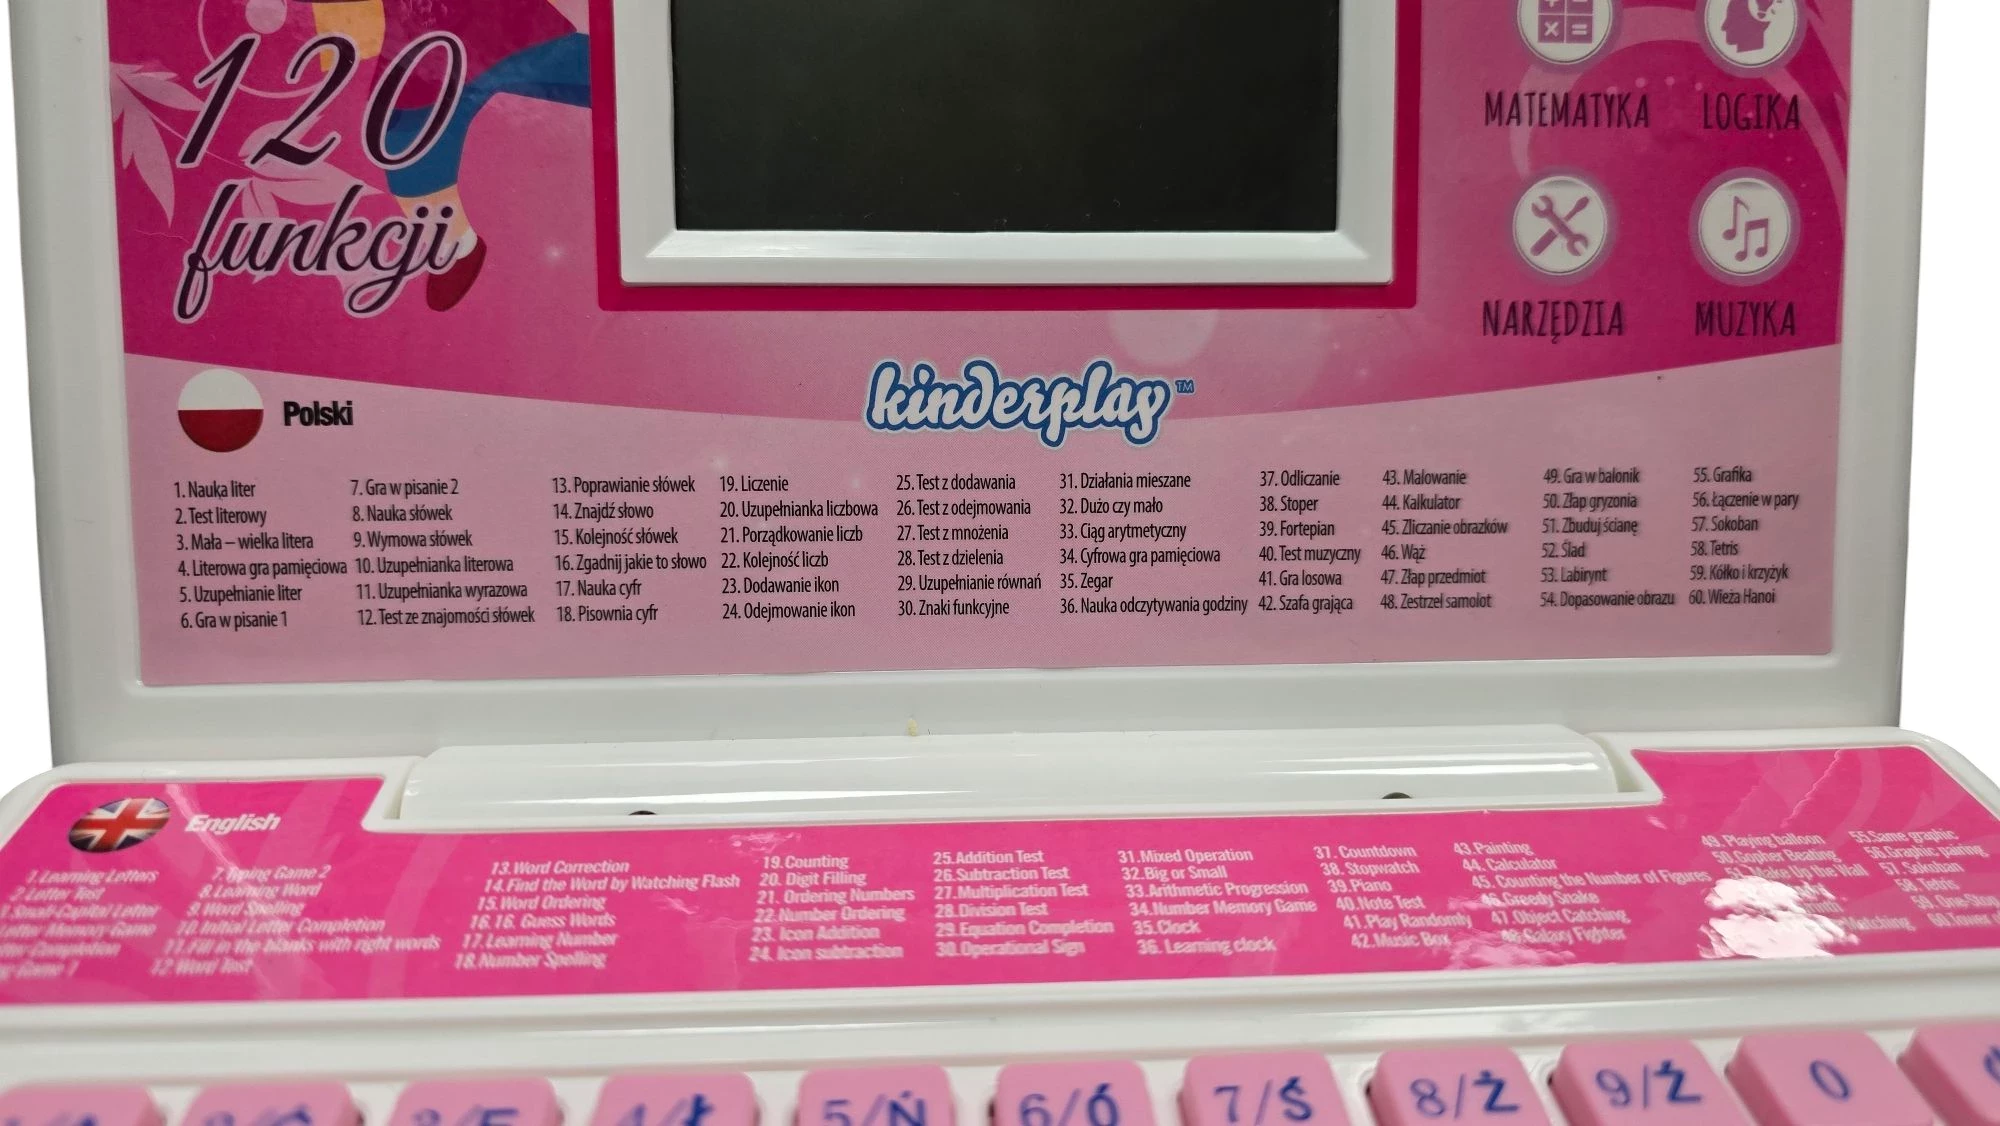 120
funkcji
MATEMATYKA
LOGIKA
NARZĘDZIA
MUZYKA
kinderplay™
Polski
1. Nauka liter
2. Test literowy
3. Mała – wielka litera
4. Literowa gra pamięciowa
5. Uzupełnianie liter
6. Gra w pisanie 1
7. Gra w pisanie 2
8. Nauka słówek
9. Wymowa słówek
10. Uzupełnianka literowa
11. Uzupełnianka wyrazowa
12. Test ze znajomości słówek
13. Poprawianie słówek
14. Znajdź słowo
15. Kolejność słówek
16. Zgadnij jakie to słowo
17. Nauka cyfr
18. Pisownia cyfr
19. Liczenie
20. Uzupełnianka liczbowa
21. Porządkowanie liczb
22. Kolejność liczb
23. Dodawanie ikon
24. Odejmowanie ikon
25. Test z dodawania
26. Test z odejmowania
27. Test z mnożenia
28. Test z dzielenia
29. Uzupełnianie równań
30. Znaki funkcyjne
31. Działania mieszane
32. Dużo czy mało
33. Ciąg arytmetyczny
34. Cyfrowa gra pamięciowa
35. Zegar
36. Nauka odczytywania godziny
37. Odliczanie
38. Stoper
39. Fortepian
40. Test muzyczny
41. Gra losowa
42. Szafa grająca
43. Malowanie
44. Kalkulator
45. Zliczanie obrazków
46. Wąż
47. Złap przedmiot
48. Zestrzel samolot
49. Gra w balonik
50. Złap gryzonia
51. Zbuduj ścianę
52. Ślad
53. Labirynt
54. Dopasowanie obrazu
55. Grafika
56. Łączenie w pary
57. Sokoban
58. Tetris
59. Kółko i krzyżyk
60. Wieża Hanoi
English
1. Learning Letters
2. Letter Test
Small-Capital Letter
Memory Game
Completion
Game 1
7. Typing Game 2
8. Learning Word
9. Word Spelling
10. Initial Letter Completion
11. Fill in the blanks with right words
12 Word Test
13. Word Correction
14. Find the Word by Watching Flash
15. Word Ordering
16. 16. Guess Words
17. Learning Number
18. Number Spelling
19. Counting
20. Digit Filling
21. Ordering Numbers
22. Number Ordering
23. Icon Addition
24. Icon subtraction
25. Addition Test
26. Subtraction Test
27. Multiplication Test
28. Division Test
29. Equation Completion
30. Operational Sign
31. Mixed Operation
32. Big or Small
33. Arithmetic Progression
34. Number Memory Game
35. Clock
36. Learning clock
37. Countdown
38. Stopwatch
39. Piano
40. Note Test
41. Play Randomly
42. Music Box
43. Painting
44. Calculator
45. Counting the Number of Figures
46. Greedy Snake
47. Object Catching
48. Galaxy Fighter
49. Playing balloon
50. Gopher Beating
Up the Wall
Matching
55. Same graphic
56. Graphic pairing
57. Sokoban
58. Tetris
59.
60. Tower
4/Ł
5/Ń
6/Ó
7/Ś
8/Ż
9/Ź
0